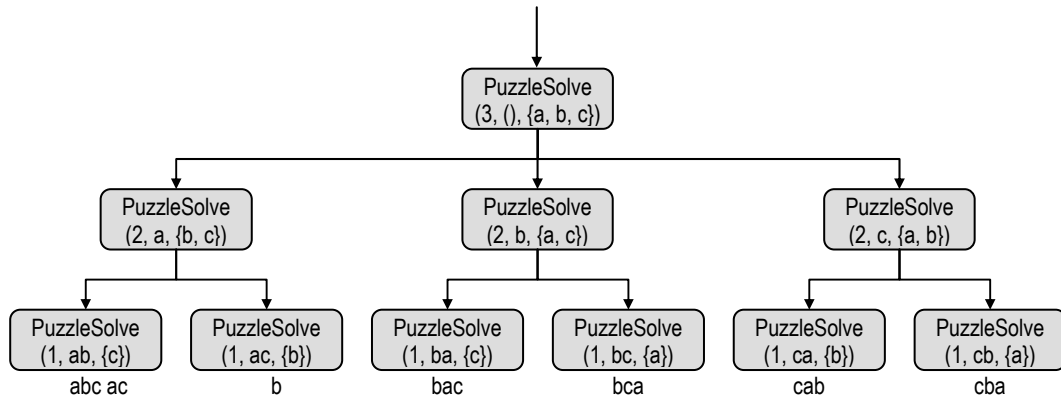 PuzzleSolve
(3, (), {a, b, c})
PuzzleSolve
(2, a, {b, c})
PuzzleSolve
(2, b, {a, c})
PuzzleSolve
(2, c, {a, b})
PuzzleSolve
(1, ab, {c})
abc ac
PuzzleSolve
(1, ac, {b})
b
PuzzleSolve
(1, ba, {c})
bac
PuzzleSolve
(1, bc, {a})
bca
PuzzleSolve
(1, ca, {b})
cab
PuzzleSolve
(1, cb, {a})
cba